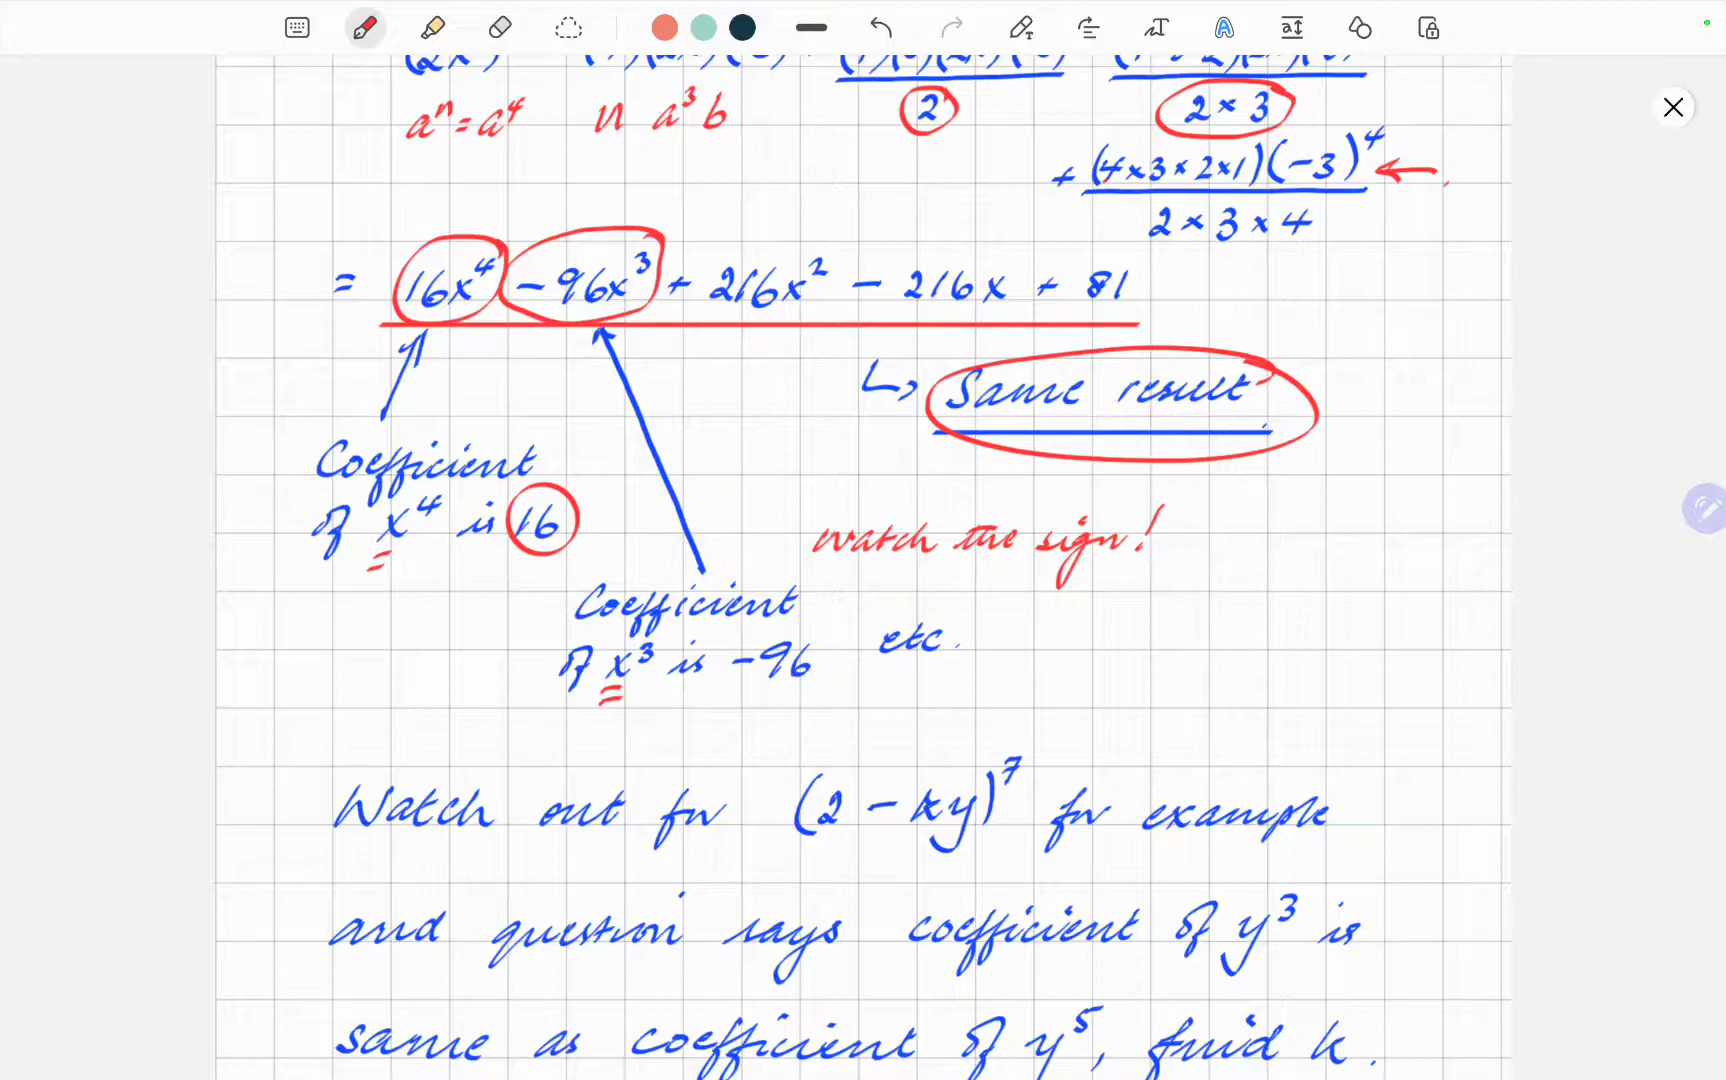 aⁿ = a⁴ n a³ b 2 2 × 3
+ (4 × 3 × 2 × 1)(-3)⁴
2 × 3 × 4
= 16x⁴ - 96x³ + 216x² - 216x + 81
↳ Same result
Coefficient
of x⁴ is 16
watch the sign!
Coefficient
of x³ is -96 etc.
Watch out for (2 - ky)⁷ for example
and question says coefficient of y³ is
same as coefficient of y⁵, find k.